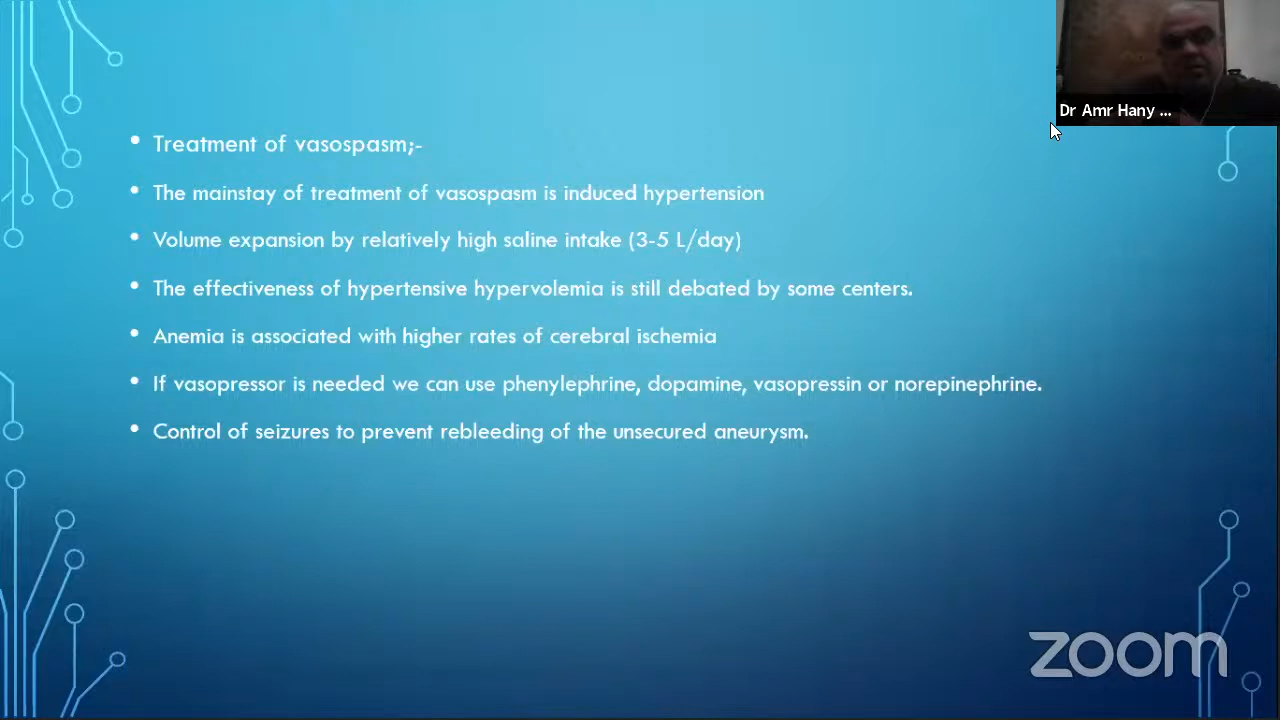 Dr Amr Hany ...
• Treatment of vasospasm;-
• The mainstay of treatment of vasospasm is induced hypertension
• Volume expansion by relatively high saline intake (3-5 L/day)
• The effectiveness of hypertensive hypervolemia is still debated by some centers.
• Anemia is associated with higher rates of cerebral ischemia
• If vasopressor is needed we can use phenylephrine, dopamine, vasopressin or norepinephrine.
• Control of seizures to prevent rebleeding of the unsecured aneurysm.
zoom